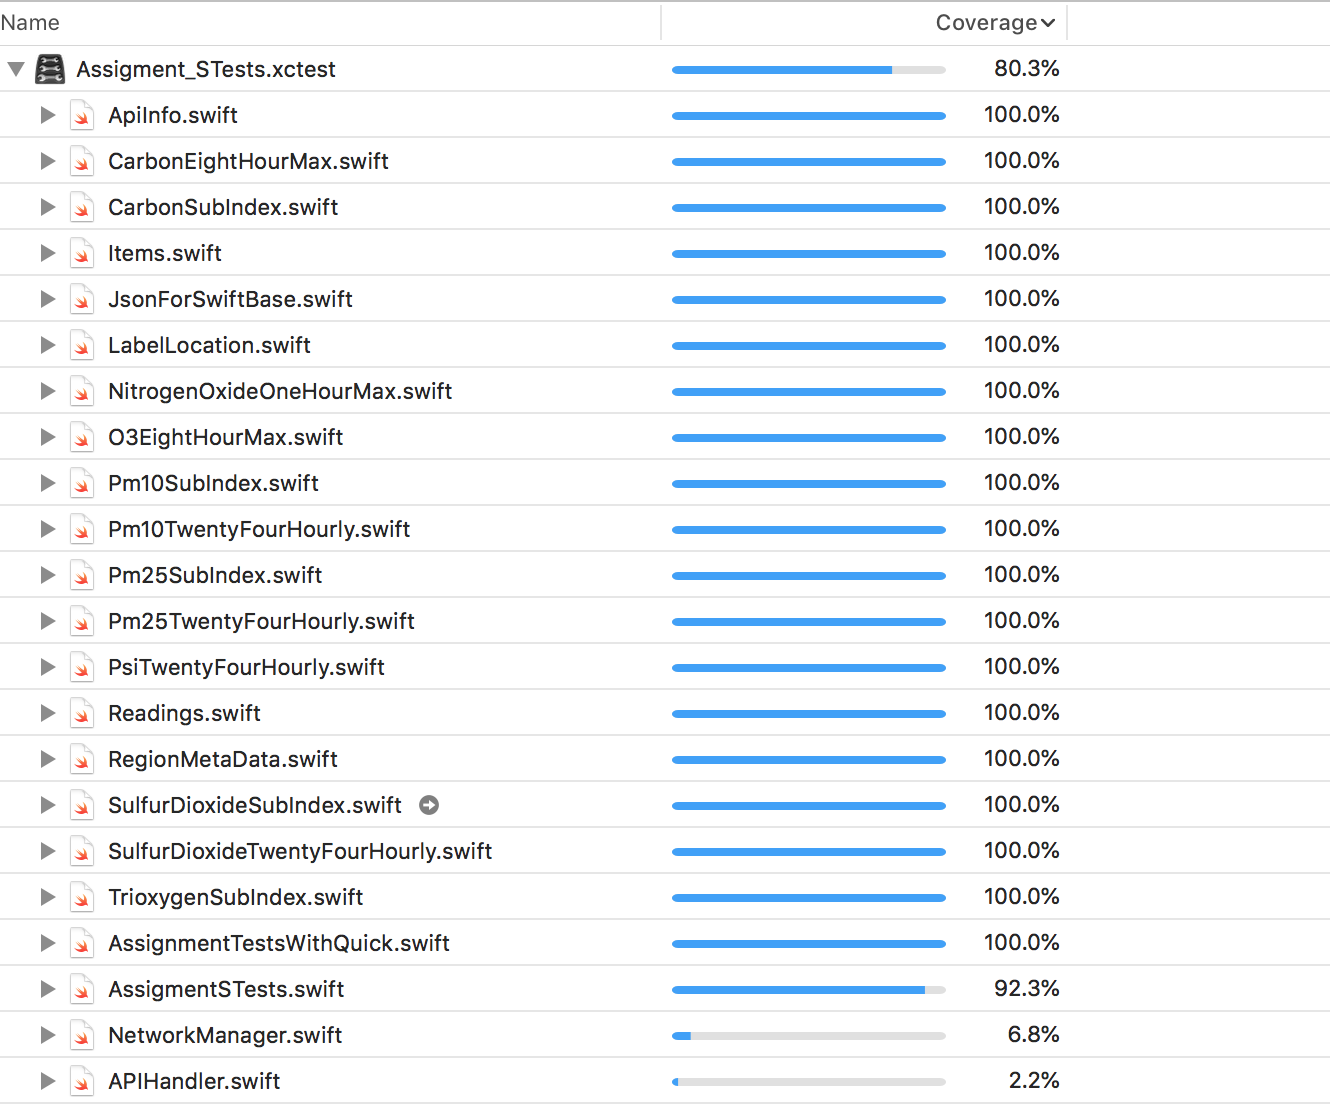 Name Coverage
Assigment_STests.xctest 80.3%
ApiInfo.swift 100.0%
CarbonEightHourMax.swift 100.0%
CarbonSubIndex.swift 100.0%
Items.swift 100.0%
JsonForSwiftBase.swift 100.0%
LabelLocation.swift 100.0%
NitrogenOxideOneHourMax.swift 100.0%
O3EightHourMax.swift 100.0%
Pm10SubIndex.swift 100.0%
Pm10TwentyFourHourly.swift 100.0%
Pm25SubIndex.swift 100.0%
Pm25TwentyFourHourly.swift 100.0%
PsiTwentyFourHourly.swift 100.0%
Readings.swift 100.0%
RegionMetaData.swift 100.0%
SulfurDioxideSubIndex.swift 100.0%
SulfurDioxideTwentyFourHourly.swift 100.0%
TrioxygenSubIndex.swift 100.0%
AssignmentTestsWithQuick.swift 100.0%
AssigmentSTests.swift 92.3%
NetworkManager.swift 6.8%
APIHandler.swift 2.2%